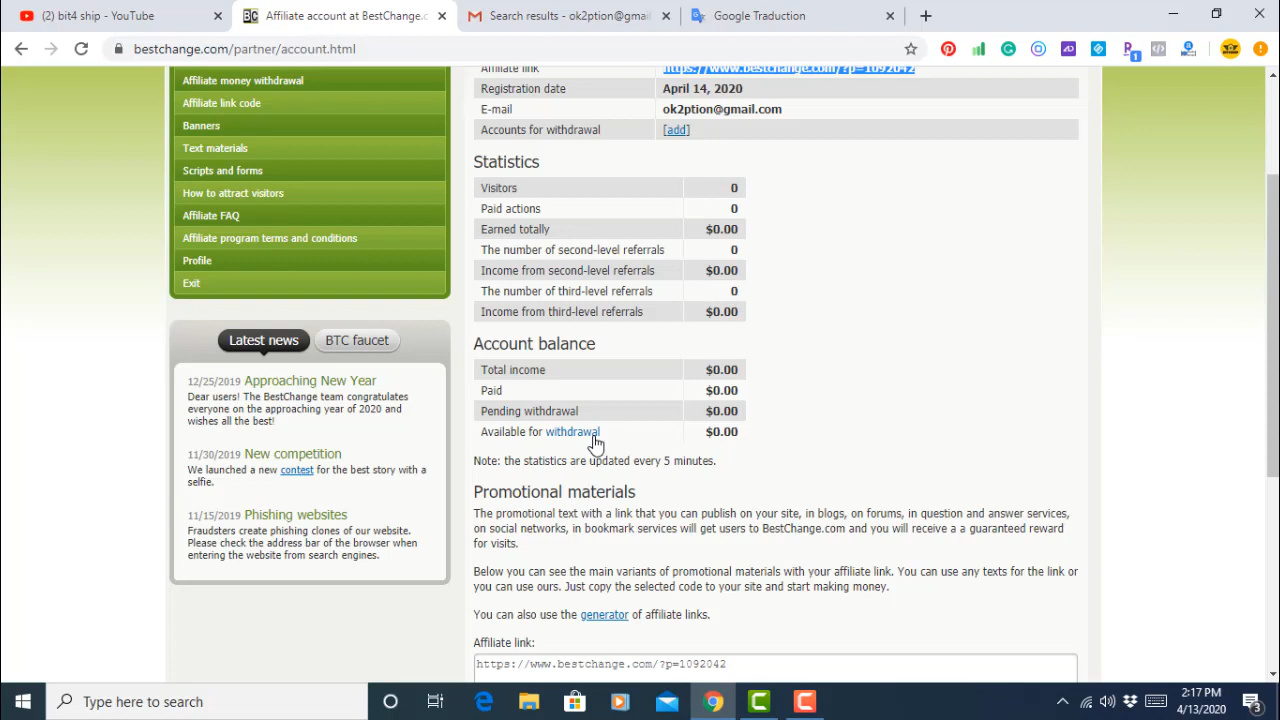 (2) bit4 ship - YouTube
Affiliate account at BestChange.c
Search results - ok2ption@gmail
Google Traduction
bestchange.com/partner/account.html
Affiliate money withdrawal
Affiliate link code
Banners
Text materials
Scripts and forms
How to attract visitors
Affiliate FAQ
Affiliate program terms and conditions
Profile
Exit
Latest news
BTC faucet
12/25/2019 Approaching New Year
Dear users! The BestChange team congratulates
everyone on the approaching year of 2020 and
wishes all the best!
11/30/2019 New competition
We launched a new contest for the best story with a
selfie.
11/15/2019 Phishing websites
Fraudsters create phishing clones of our website.
Please check the address bar of the browser when
entering the website from search engines.
Affiliate link https://www.bestchange.com/?p=1092042
Registration date April 14, 2020
E-mail ok2ption@gmail.com
Accounts for withdrawal [add]
Statistics
Visitors 0
Paid actions 0
Earned totally $0.00
The number of second-level referrals 0
Income from second-level referrals $0.00
The number of third-level referrals 0
Income from third-level referrals $0.00
Account balance
Total income $0.00
Paid $0.00
Pending withdrawal $0.00
Available for withdrawal $0.00
Note: the statistics are updated every 5 minutes.
Promotional materials
The promotional text with a link that you can publish on your site, in blogs, on forums, in question and answer services,
on social networks, in bookmark services will get users to BestChange.com and you will receive a a guaranteed reward
for visits.
Below you can see the main variants of promotional materials with your affiliate link. You can use any texts for the link or
you can use ours. Just copy the selected code to your site and start making money.
You can also use the generator of affiliate links.
Affiliate link:
https://www.bestchange.com/?p=1092042
Type here to search
2:17 PM
4/13/2020
3